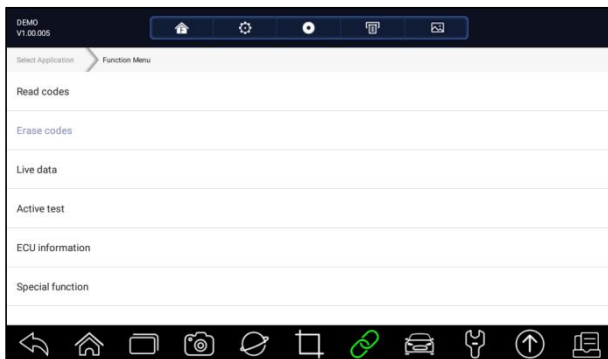 DEMO
V1.00.005
Select Application
Function Menu
Read codes
Erase codes
Live data
Active test
ECU information
Special function